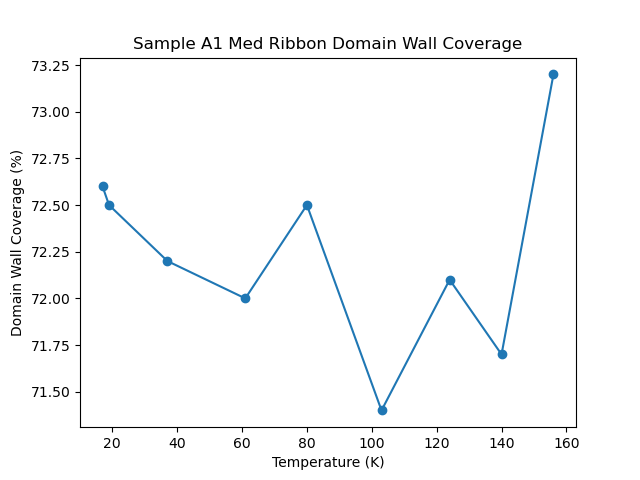 Sample A1 Med Ribbon Domain Wall Coverage
73.25
73.00
72.75
72.50
72.25
72.00
71.75
71.50
Domain Wall Coverage (%)
20 40 60 80 100 120 140 160
Temperature (K)